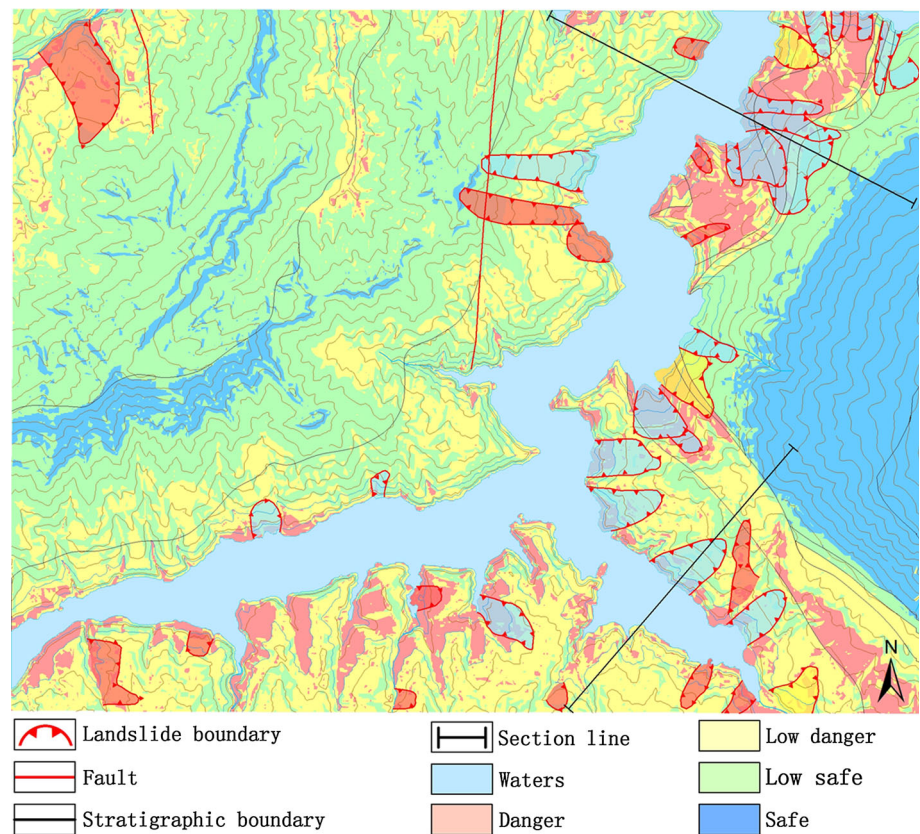 N
Landslide boundary
Section line
Low danger
Fault
Waters
Low safe
Stratigraphic boundary
Danger
Safe